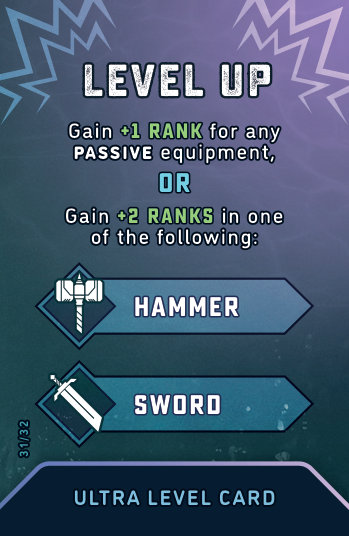 LEVEL UP
Gain +1 RANK for any
PASSIVE equipment,
OR
Gain +2 RANKS in one
of the following:
HAMMER
SWORD
31/32
ULTRA LEVEL CARD